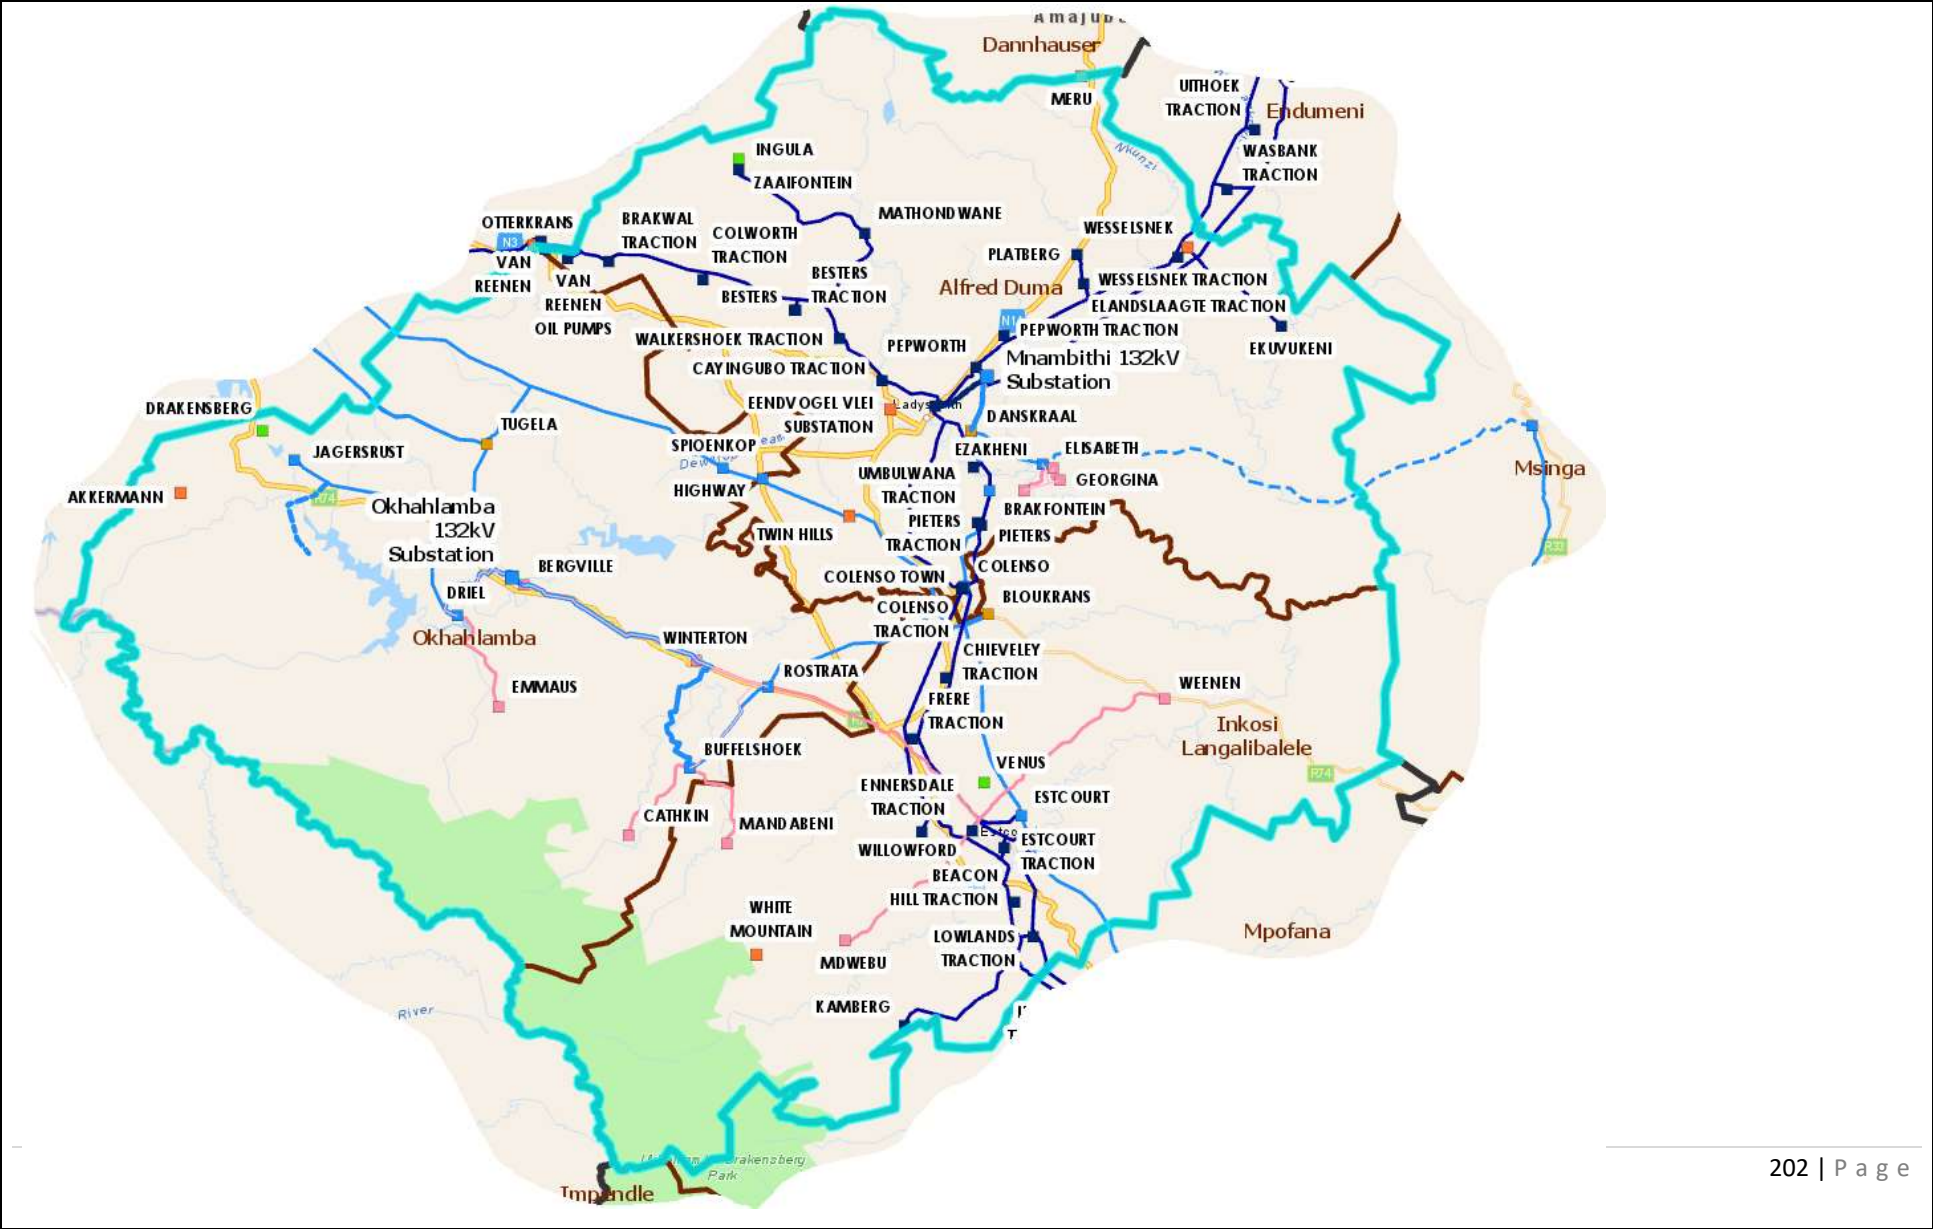 Dannhauser
MERU
UITHOEK
TRACTION
Endumeni
WASBANK
TRACTION
Nkunzi
INGULA
ZAAIFONTEIN
MATHONDWANE
OTTERKRANS
N3
VAN
REENEN
BRAKWAL
TRACTION
COLWORTH
TRACTION
VAN
REENEN
OIL PUMPS
BESTERS
BESTERS
TRACTION
WESSELSNEK
PLATBERG
WESSELSNEK TRACTION
Alfred Duma
ELANDSLAAGTE TRACTION
PEPWORTH TRACTION
EKUVUKENI
WALKERSHOEK TRACTION
PEPWORTH
Mnambithi 132kV
Substation
CAYINGUBO TRACTION
EENDVOGEL VLEI
SUBSTATION
DANSKRAAL
DRAKENSBERG
TUGELA
JAGERSRUST
AKKERMANN
R74
SPIOENKOP
HIGHWAY
EZAKHENI
ELISABETH
GEORGINA
UMBULWANA
TRACTION
BRAKFONTEIN
Msinga
R33
Okhahlamba
132kV
Substation
TWIN HILLS
PIETERS
TRACTION
PIETERS
BERGVILLE
DRIEL
COLENSO TOWN
COLENSO
BLOUKRANS
COLENSO
TRACTION
Okhahlamba
WINTERTON
ROSTRATA
CHIEVELEY
TRACTION
EMMAUS
WEENEN
FRERE
TRACTION
Inkosi
Langalibalele
R74
BUFFELSHOEK
VENUS
ENNERSDALE
TRACTION
ESTCOURT
CATHKIN
MANDABENI
WILLOWFORD
ESTCOURT
TRACTION
BEACON
HILL TRACTION
WHITE
MOUNTAIN
MDWEBU
LOWLANDS
TRACTION
Mpofana
KAMBERG
River
Park
Impendle
202 | Page